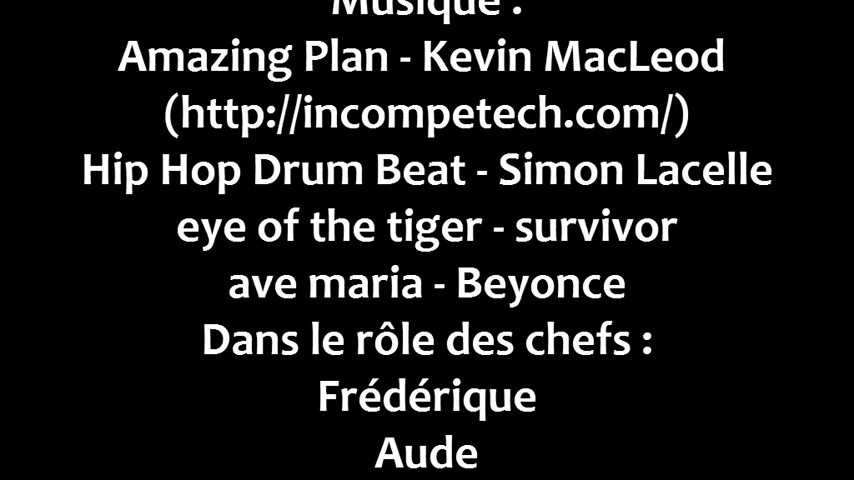 Musique :
Amazing Plan - Kevin MacLeod
(http://incompetech.com/)
Hip Hop Drum Beat - Simon Lacelle
eye of the tiger - survivor
ave maria - Beyonce
Dans le rôle des chefs :
Frédérique
Aude